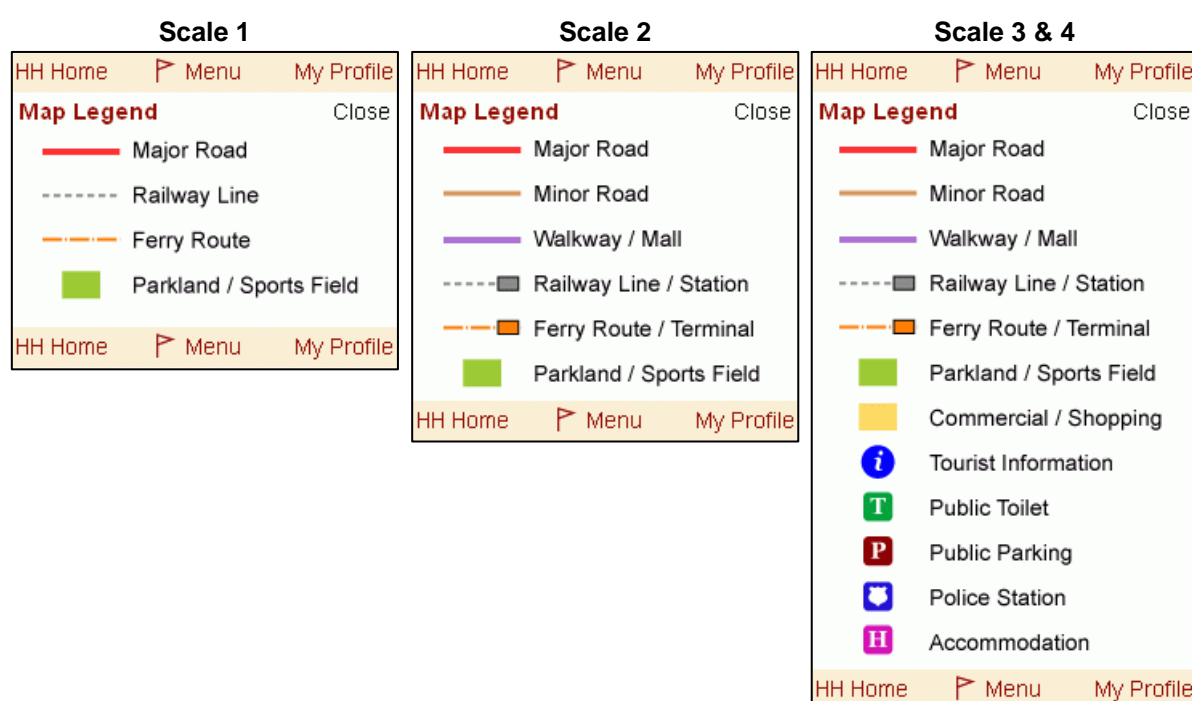 Scale 1
HH Home Menu My Profile
Map Legend Close
Major Road
Railway Line
Ferry Route
Parkland / Sports Field
HH Home Menu My Profile
Scale 2
HH Home Menu My Profile
Map Legend Close
Major Road
Minor Road
Walkway / Mall
Railway Line / Station
Ferry Route / Terminal
Parkland / Sports Field
HH Home Menu My Profile
Scale 3 & 4
HH Home Menu My Profile
Map Legend Close
Major Road
Minor Road
Walkway / Mall
Railway Line / Station
Ferry Route / Terminal
Parkland / Sports Field
Commercial / Shopping
i Tourist Information
T Public Toilet
P Public Parking
Police Station
H Accommodation
HH Home Menu My Profile